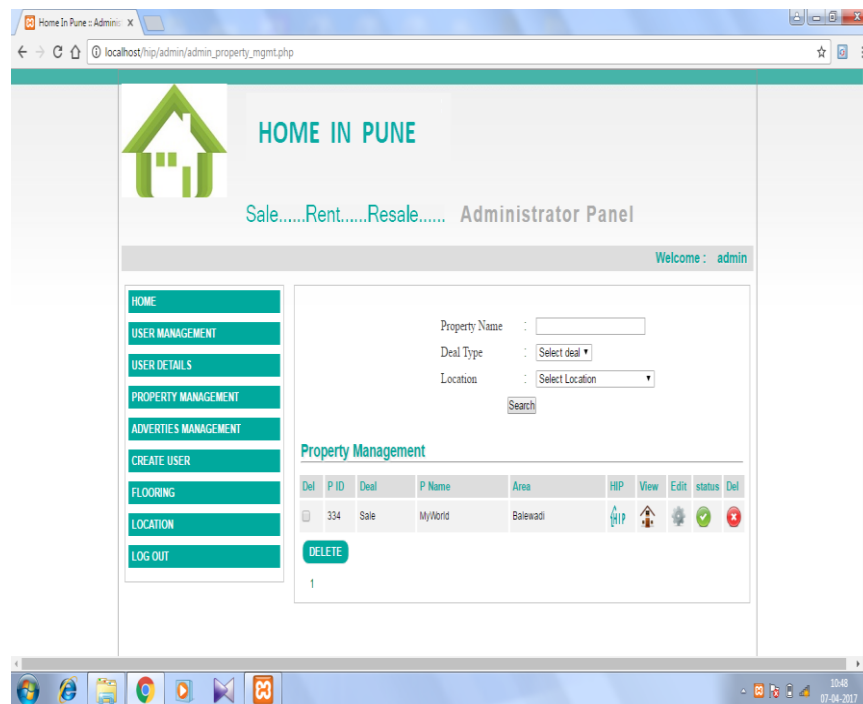 Home In Pune :: Adminis
localhost/hip/admin/admin_property_mgmt.php
HOME IN PUNE
Sale......Rent......Resale...... Administrator Panel
Welcome : admin
HOME
USER MANAGEMENT
USER DETAILS
PROPERTY MANAGEMENT
ADVERTIES MANAGEMENT
CREATE USER
FLOORING
LOCATION
LOG OUT
Property Name :
Deal Type : Select deal
Location : Select Location
Search
Property Management
Del P ID Deal P Name Area HIP View Edit status Del
334 Sale MyWorld Balewadi HIP
DELETE
1
10:48
07-04-2017